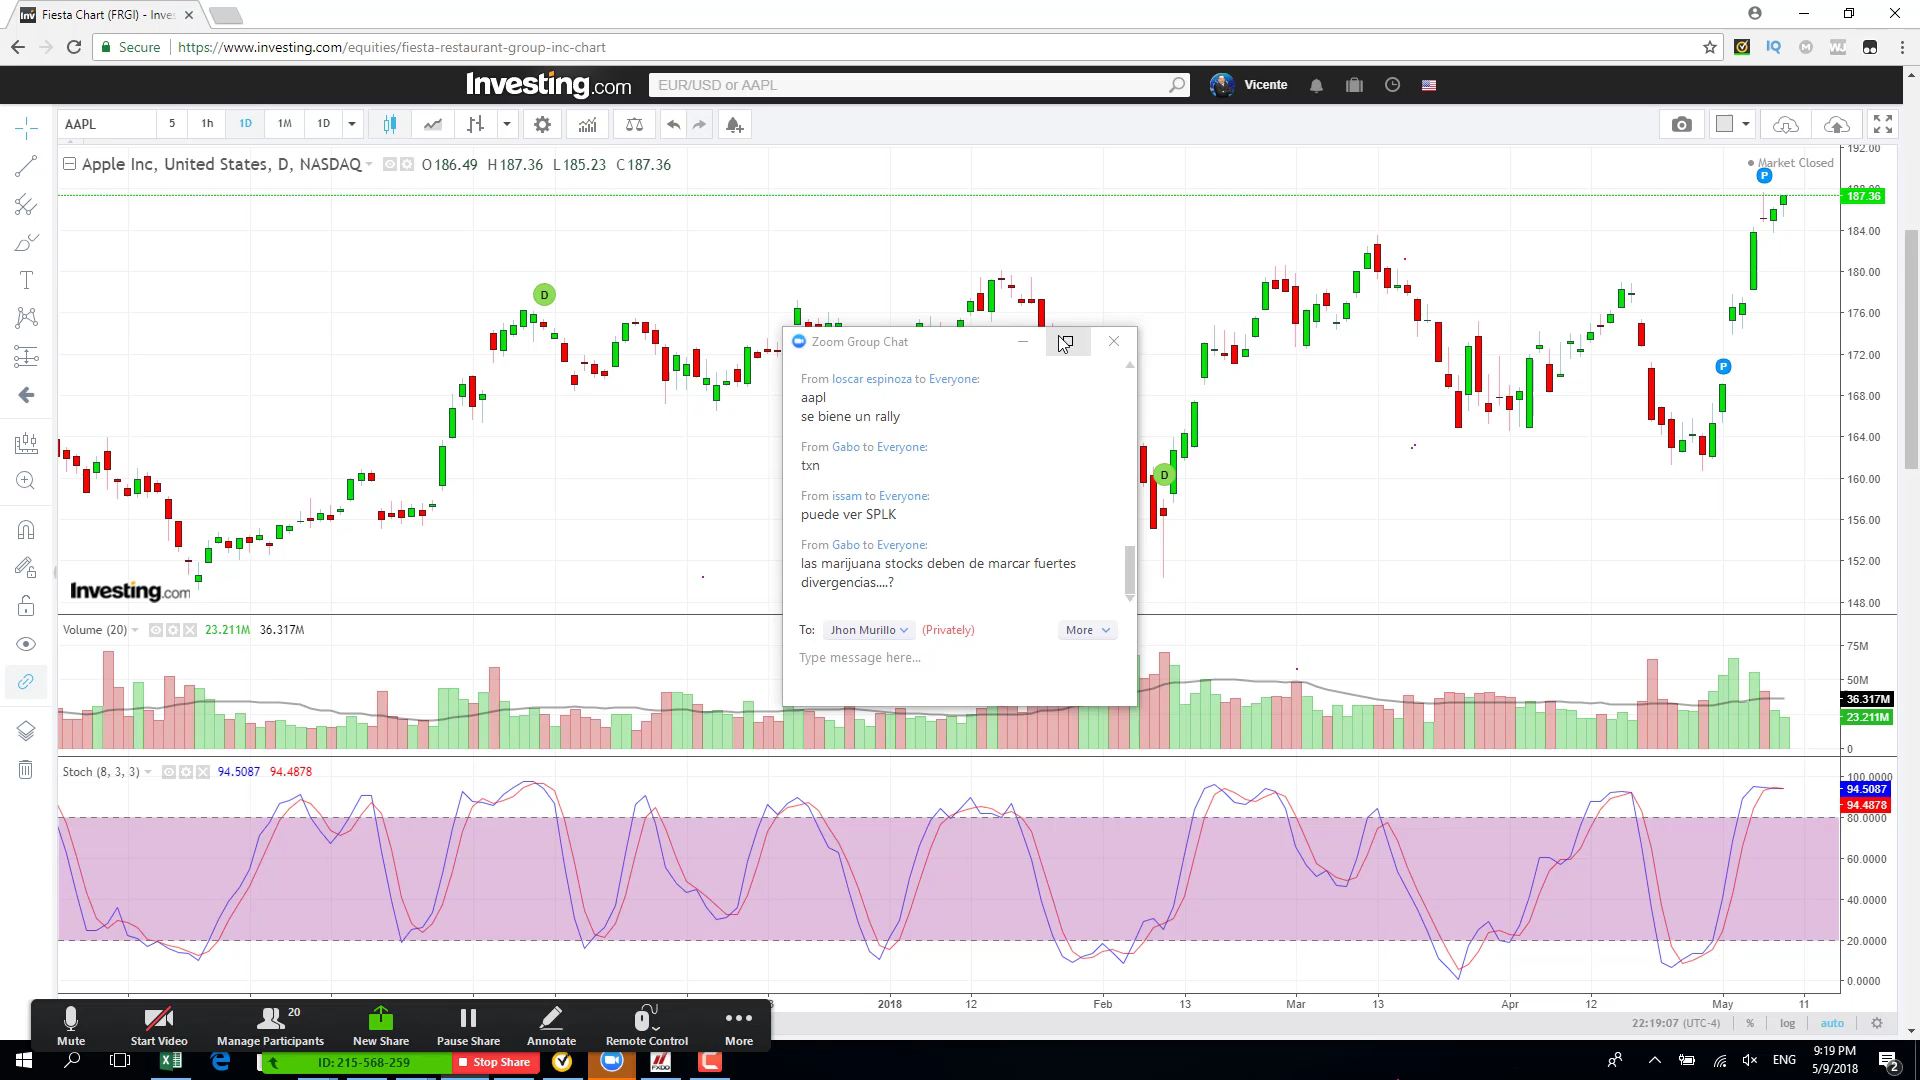 Fiesta Chart (FRGI) - Inve
Secure
https://www.investing.com/equities/fiesta-restaurant-group-inc-chart
Investing.com
EUR/USD or AAPL
Vicente
AAPL
5
1h
1D
1M
1D
Apple Inc, United States, D, NASDAQ
O186.49 H187.36 L185.23 C187.36
Market Closed
P
192.00
187.36
184.00
180.00
176.00
172.00
168.00
164.00
160.00
156.00
152.00
148.00
D
D
P
Zoom Group Chat
From loscar espinoza to Everyone:
aapl
se biene un rally
From Gabo to Everyone:
txn
From issam to Everyone:
puede ver SPLK
From Gabo to Everyone:
las marijuana stocks deben de marcar fuertes
divergencias....?
To: Jhon Murillo (Privately)
More
Type message here...
Investing.com
Volume (20)
23.211M 36.317M
75M
50M
36.317M
23.211M
0
Stoch (8, 3, 3)
94.5087 94.4878
100.0000
94.5087
94.4878
80.0000
60.0000
40.0000
20.0000
0.0000
2018
12
Feb
13
Mar
13
Apr
12
May
11
22:19:07 (UTC-4)
%
log
auto
Mute
Start Video
20
Manage Participants
New Share
Pause Share
Annotate
Remote Control
More
ID: 215-568-259
Stop Share
FXDD
ENG
9:19 PM
5/9/2018
2